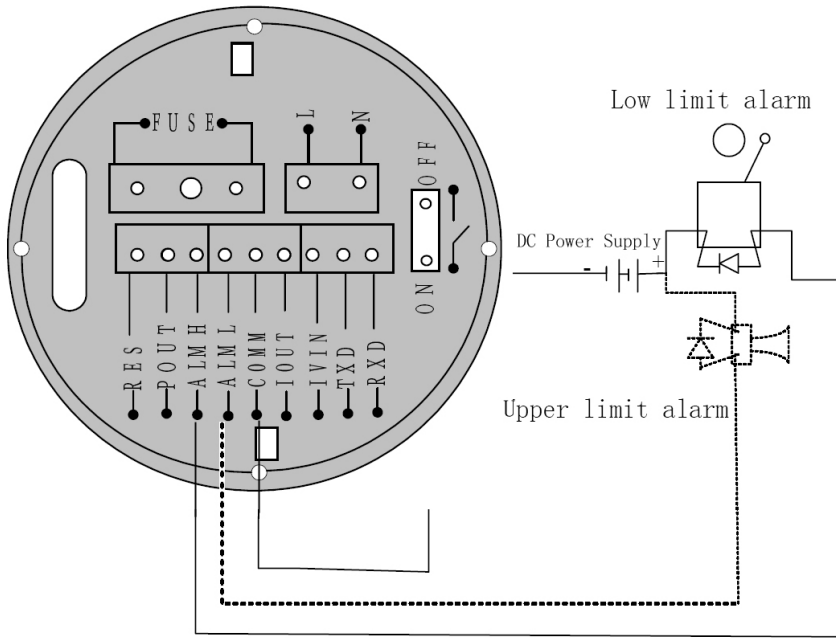 FUSE
L
N
OFF
ON
RES
POUT
ALMH
ALML
COMM
IOUT
IVIN
TXD
RXD
Low limit alarm
DC Power Supply
- +
Upper limit alarm